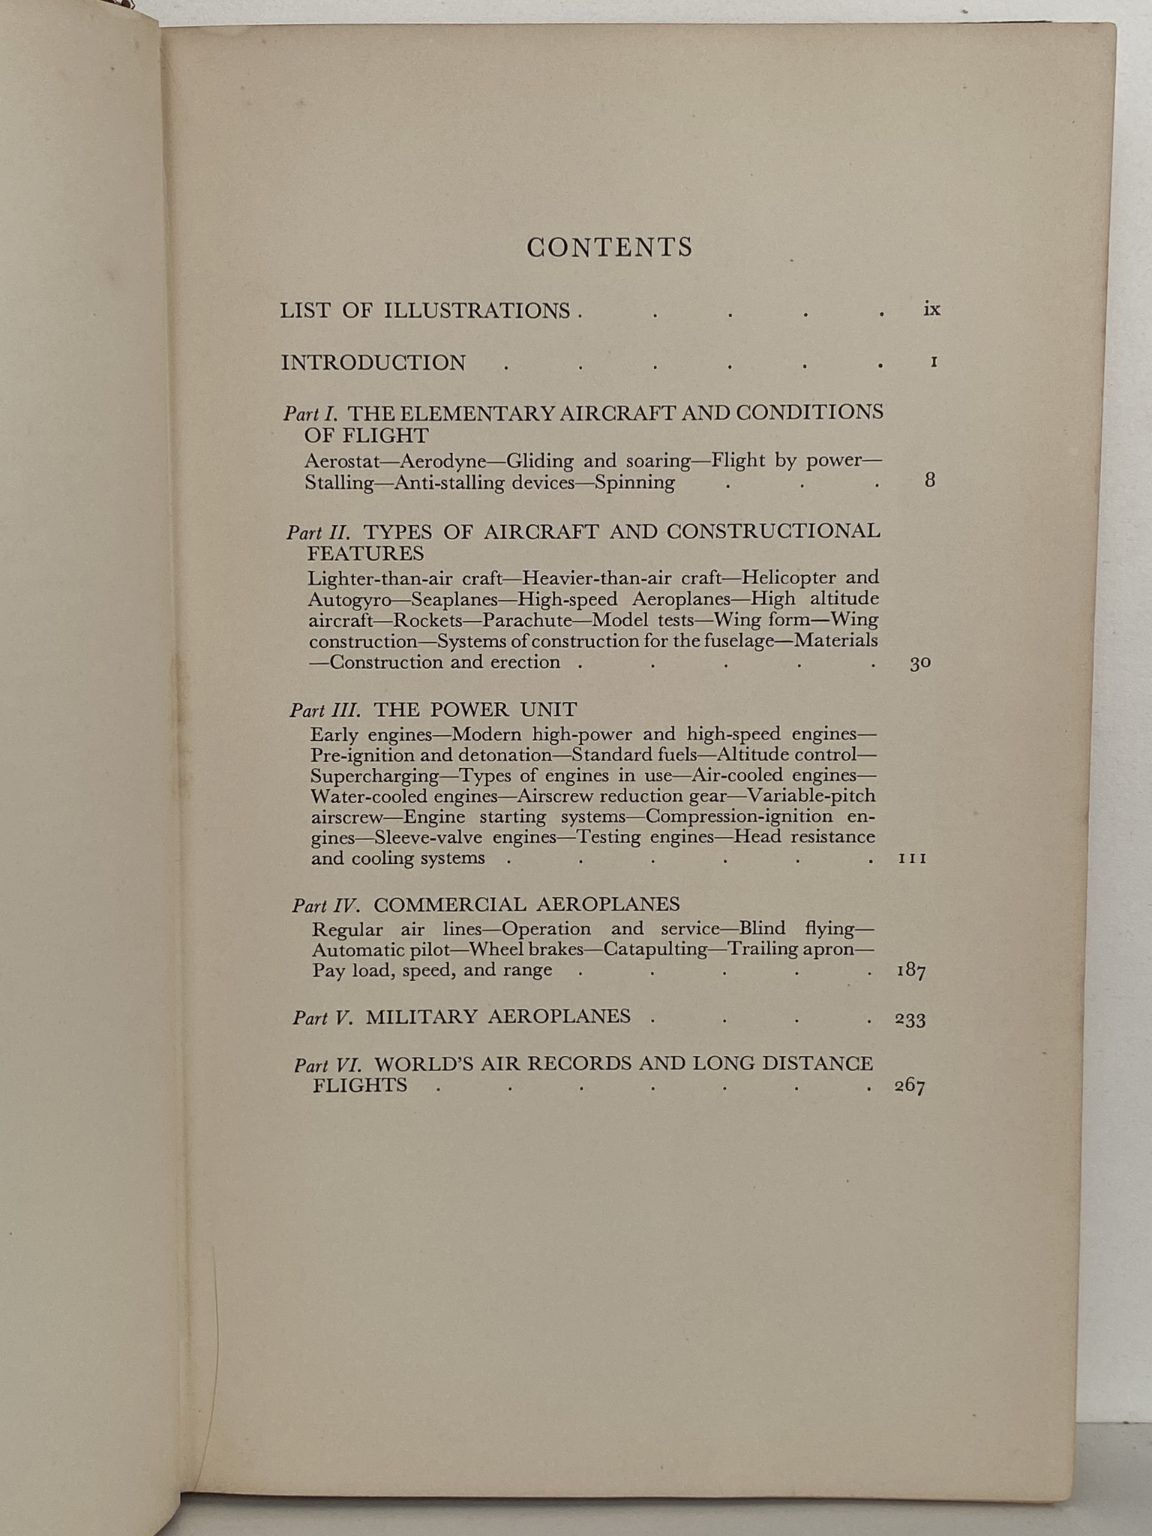 CONTENTS
LIST OF ILLUSTRATIONS . . . . . ix
INTRODUCTION . . . . . . 1
Part I. THE ELEMENTARY AIRCRAFT AND CONDITIONS
OF FLIGHT
Aerostat—Aerodyne—Gliding and soaring—Flight by power—
Stalling—Anti-stalling devices—Spinning . . . 8
Part II. TYPES OF AIRCRAFT AND CONSTRUCTIONAL
FEATURES
Lighter-than-air craft—Heavier-than-air craft—Helicopter and
Autogyro—Seaplanes—High-speed Aeroplanes—High altitude
aircraft—Rockets—Parachute—Model tests—Wing form—Wing
construction—Systems of construction for the fuselage—Materials
—Construction and erection . . . . . 30
Part III. THE POWER UNIT
Early engines—Modern high-power and high-speed engines—
Pre-ignition and detonation—Standard fuels—Altitude control—
Supercharging—Types of engines in use—Air-cooled engines—
Water-cooled engines—Airscrew reduction gear—Variable-pitch
airscrew—Engine starting systems—Compression-ignition en-
gines—Sleeve-valve engines—Testing engines—Head resistance
and cooling systems . . . . . . 111
Part IV. COMMERCIAL AEROPLANES
Regular air lines—Operation and service—Blind flying—
Automatic pilot—Wheel brakes—Catapulting—Trailing apron—
Pay load, speed, and range . . . . . 187
Part V. MILITARY AEROPLANES . . . . 233
Part VI. WORLD'S AIR RECORDS AND LONG DISTANCE
FLIGHTS . . . . . . . 267